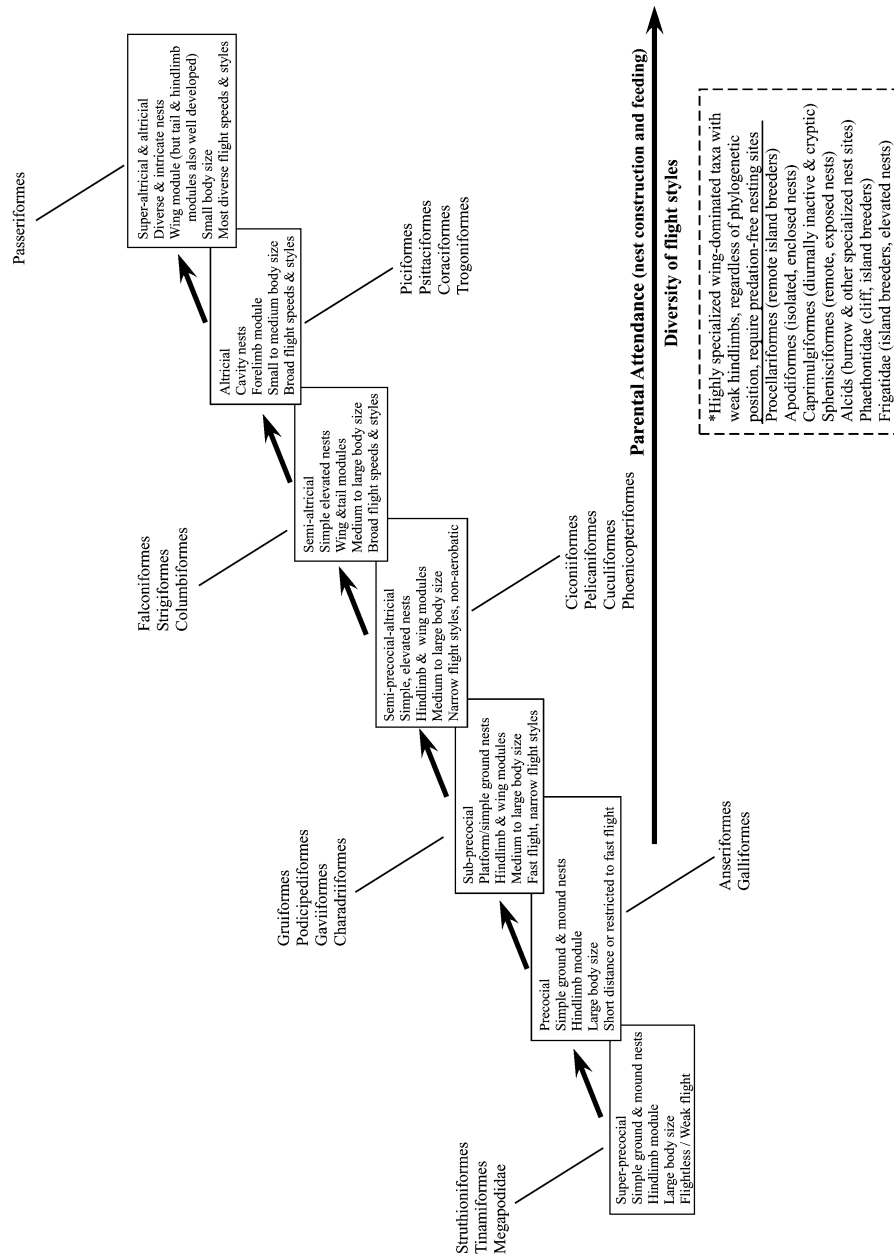 Passeriformes
Super-altricial & altricial
Diverse & intricate nests
Wing module (but tail & hindlimb
modules also well developed)
Small body size
Most diverse flight speeds & styles
Falconiformes
Strigiformes
Columbiformes
Altricial
Cavity nests
Forelimb module
Small to medium body size
Broad flight speeds & styles
Piciformes
Psittaciformes
Coraciformes
Trogoniformes
Semi-altricial
Simple elevated nests
Wing &tail modules
Medium to large body size
Broad flight speeds & styles
Gruiformes
Podicipediformes
Gaviiformes
Charadriiformes
Semi-precocial-altricial
Simple, elevated nests
Hindlimb & wing modules
Medium to large body size
Narrow flight styles, non-aerobatic
Ciconiiformes
Pelicaniformes
Cuculiformes
Phoenicopteriformes
Sub-precocial
Platform/simple ground nests
Hindlimb & wing modules
Medium to large body size
Fast flight, narrow flight styles
Struthioniformes
Tinamiformes
Megapodidae
Precocial
Simple ground & mound nests
Hindlimb module
Large body size
Short distance or restricted to fast flight
Anseriformes
Galliformes
Super-precocial
Simple ground & mound nests
Hindlimb module
Large body size
Flightless / Weak flight
Parental Attendance (nest construction and feeding)
Diversity of flight styles
*Highly specialized wing-dominated taxa with
weak hindlimbs, regardless of phylogenetic
position, require predation-free nesting sites
Procellariformes (remote island breeders)
Apodiformes (isolated, enclosed nests)
Caprimulgiformes (diurnally inactive & cryptic)
Sphenisciformes (remote, exposed nests)
Alcids (burrow & other specialized nest sites)
Phaethontidae (cliff, island breeders)
Frigatidae (island breeders, elevated nests)